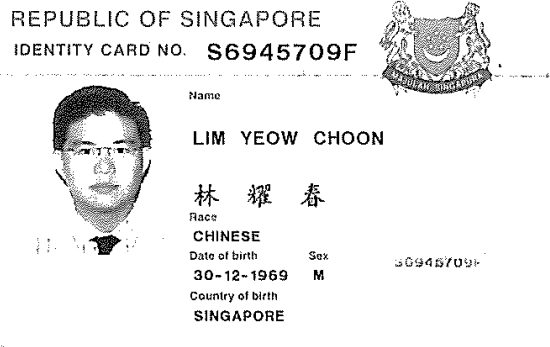 REPUBLIC OF SINGAPORE
IDENTITY CARD NO. S6945709F
MAJULAH SINGAPURA
Name
LIM YEOW CHOON
林 耀 春
Race
CHINESE
Date of birth Sex
30-12-1969 M
S6945709F
Country of birth
SINGAPORE